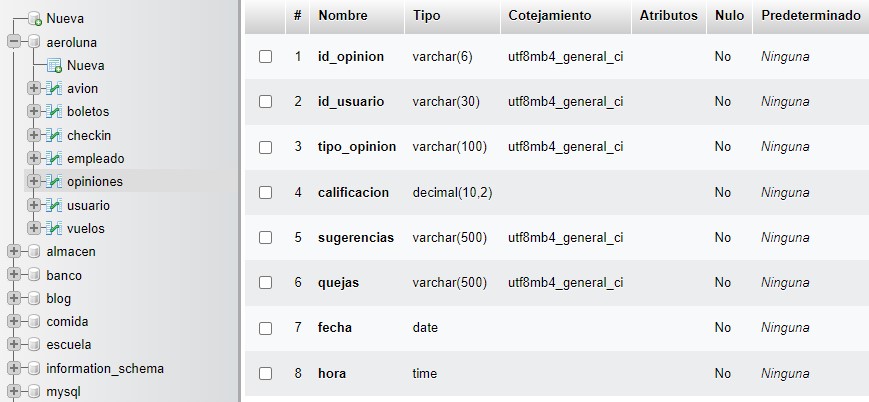 Nueva
aeroluna
Nueva
avion
boletos
checkin
empleado
opiniones
usuario
vuelos
almacen
banco
blog
comida
escuela
information_schema
mysql
# Nombre Tipo Cotejamiento Atributos Nulo Predeterminado
1 id_opinion varchar(6) utf8mb4_general_ci No Ninguna
2 id_usuario varchar(30) utf8mb4_general_ci No Ninguna
3 tipo_opinion varchar(100) utf8mb4_general_ci No Ninguna
4 calificacion decimal(10,2) No Ninguna
5 sugerencias varchar(500) utf8mb4_general_ci No Ninguna
6 quejas varchar(500) utf8mb4_general_ci No Ninguna
7 fecha date No Ninguna
8 hora time No Ninguna